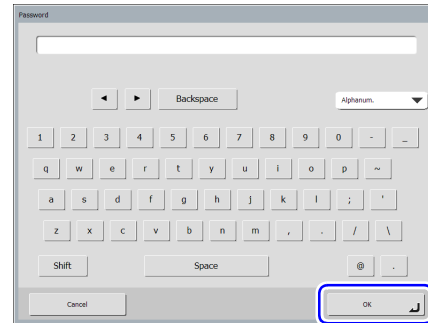 Password
◄ ► Backspace Alphanum. ▼
1 2 3 4 5 6 7 8 9 0 - _
q w e r t y u i o p ~
a s d f g h j k l ; '
z x c v b n m , . / \
Shift Space @ .
Cancel OK